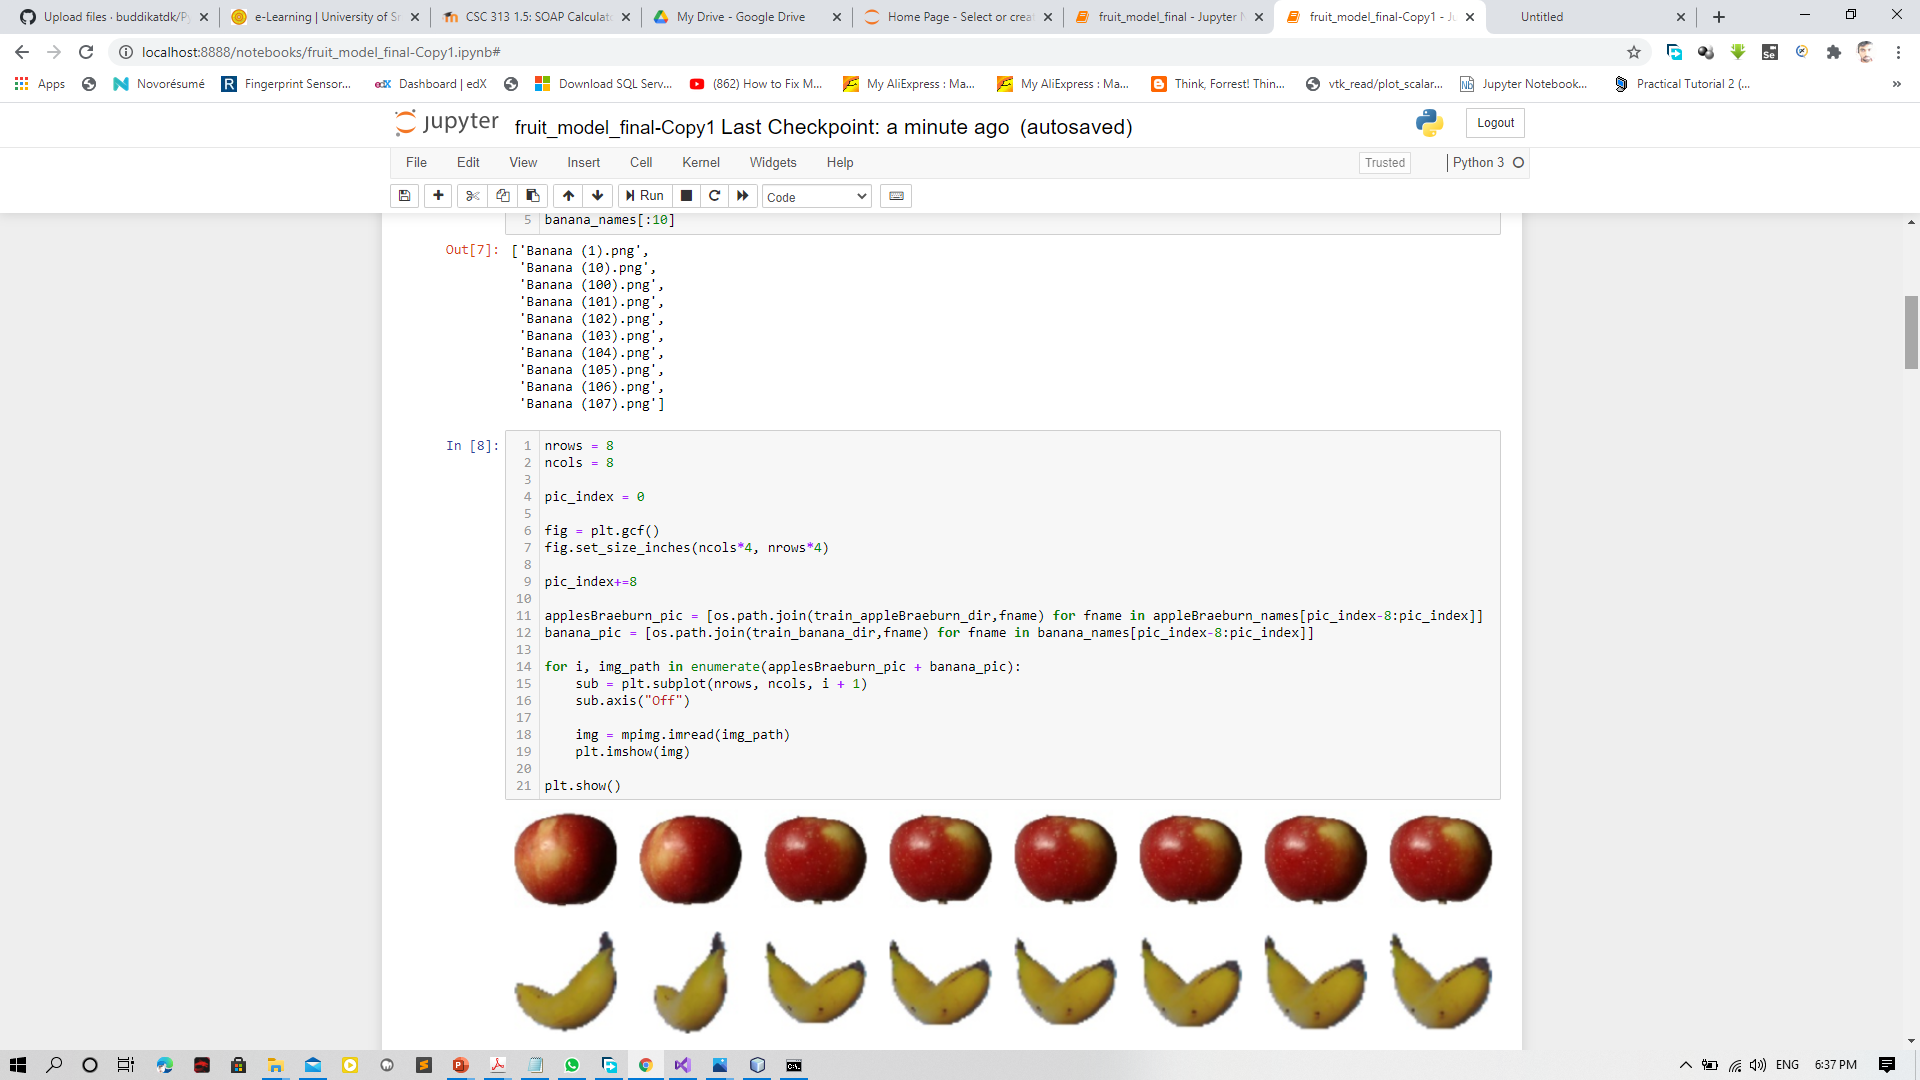 Upload files · buddikatdk/Py
e-Learning | University of Sr
CSC 313 1.5: SOAP Calculato
My Drive - Google Drive
Home Page - Select or creat
fruit_model_final - Jupyter N
fruit_model_final-Copy1 - Ju
Untitled
localhost:8888/notebooks/fruit_model_final-Copy1.ipynb#
Apps
Novorésumé
Fingerprint Sensor...
Dashboard | edX
Download SQL Serv...
(862) How to Fix M...
My AliExpress : Ma...
My AliExpress : Ma...
Think, Forrest! Thin...
vtk_read/plot_scalar...
Jupyter Notebook...
Practical Tutorial 2 (...
jupyter fruit_model_final-Copy1 Last Checkpoint: a minute ago (autosaved)
Logout
File Edit View Insert Cell Kernel Widgets Help
Trusted
Python 3
Run
Code
5 banana_names[:10]
Out[7]: ['Banana (1).png',
'Banana (10).png',
'Banana (100).png',
'Banana (101).png',
'Banana (102).png',
'Banana (103).png',
'Banana (104).png',
'Banana (105).png',
'Banana (106).png',
'Banana (107).png']
In [8]:
1 nrows = 8
2 ncols = 8
3
4 pic_index = 0
5
6 fig = plt.gcf()
7 fig.set_size_inches(ncols*4, nrows*4)
8
9 pic_index+=8
10
11 applesBraeburn_pic = [os.path.join(train_appleBraeburn_dir,fname) for fname in appleBraeburn_names[pic_index-8:pic_index]]
12 banana_pic = [os.path.join(train_banana_dir,fname) for fname in banana_names[pic_index-8:pic_index]]
13
14 for i, img_path in enumerate(applesBraeburn_pic + banana_pic):
15     sub = plt.subplot(nrows, ncols, i + 1)
16     sub.axis("Off")
17
18     img = mpimg.imread(img_path)
19     plt.imshow(img)
20
21 plt.show()
ENG
6:37 PM